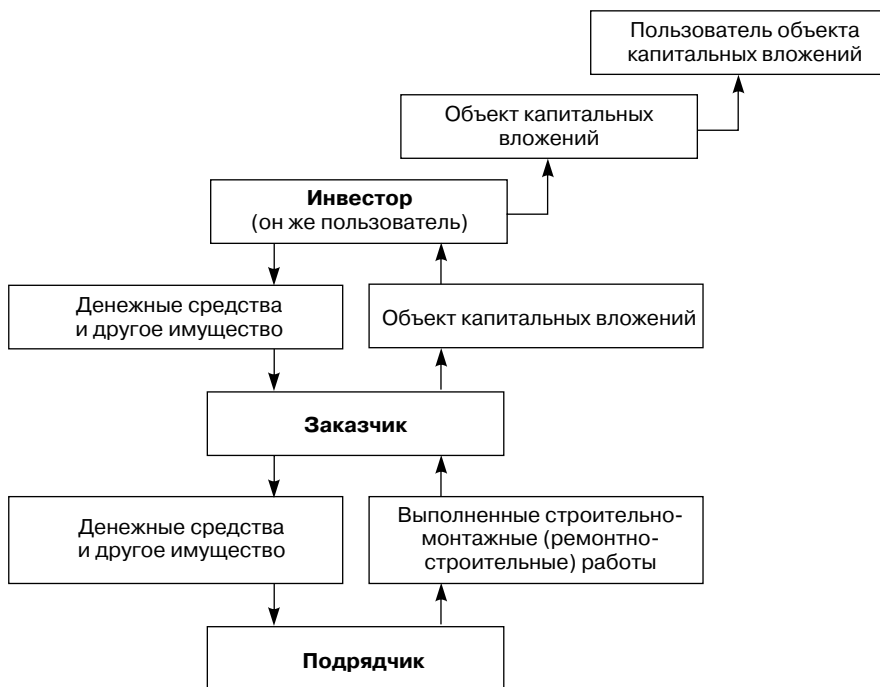 Пользователь объекта
капитальных вложений
Объект капитальных
вложений
Инвестор
(он же пользователь)
Денежные средства
и другое имущество
Объект капитальных вложений
Заказчик
Денежные средства
и другое имущество
Выполненные строительно-
монтажные (ремонтно-
строительные) работы
Подрядчик